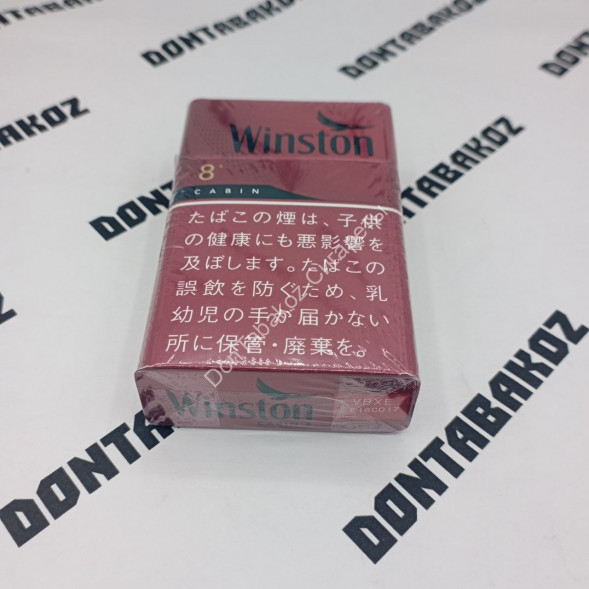 DONTABAKOZ
DONTABAKOZ
Winston
8
CABIN
たばこの煙は、子供
の健康にも悪影響を
及ぼします。たばこの
誤飲を防ぐため、乳
幼児の手が届かない
所に保管・廃棄を。
Winston
DONTABAKOZ
DONTABAKOZ
DONTABAKOZ